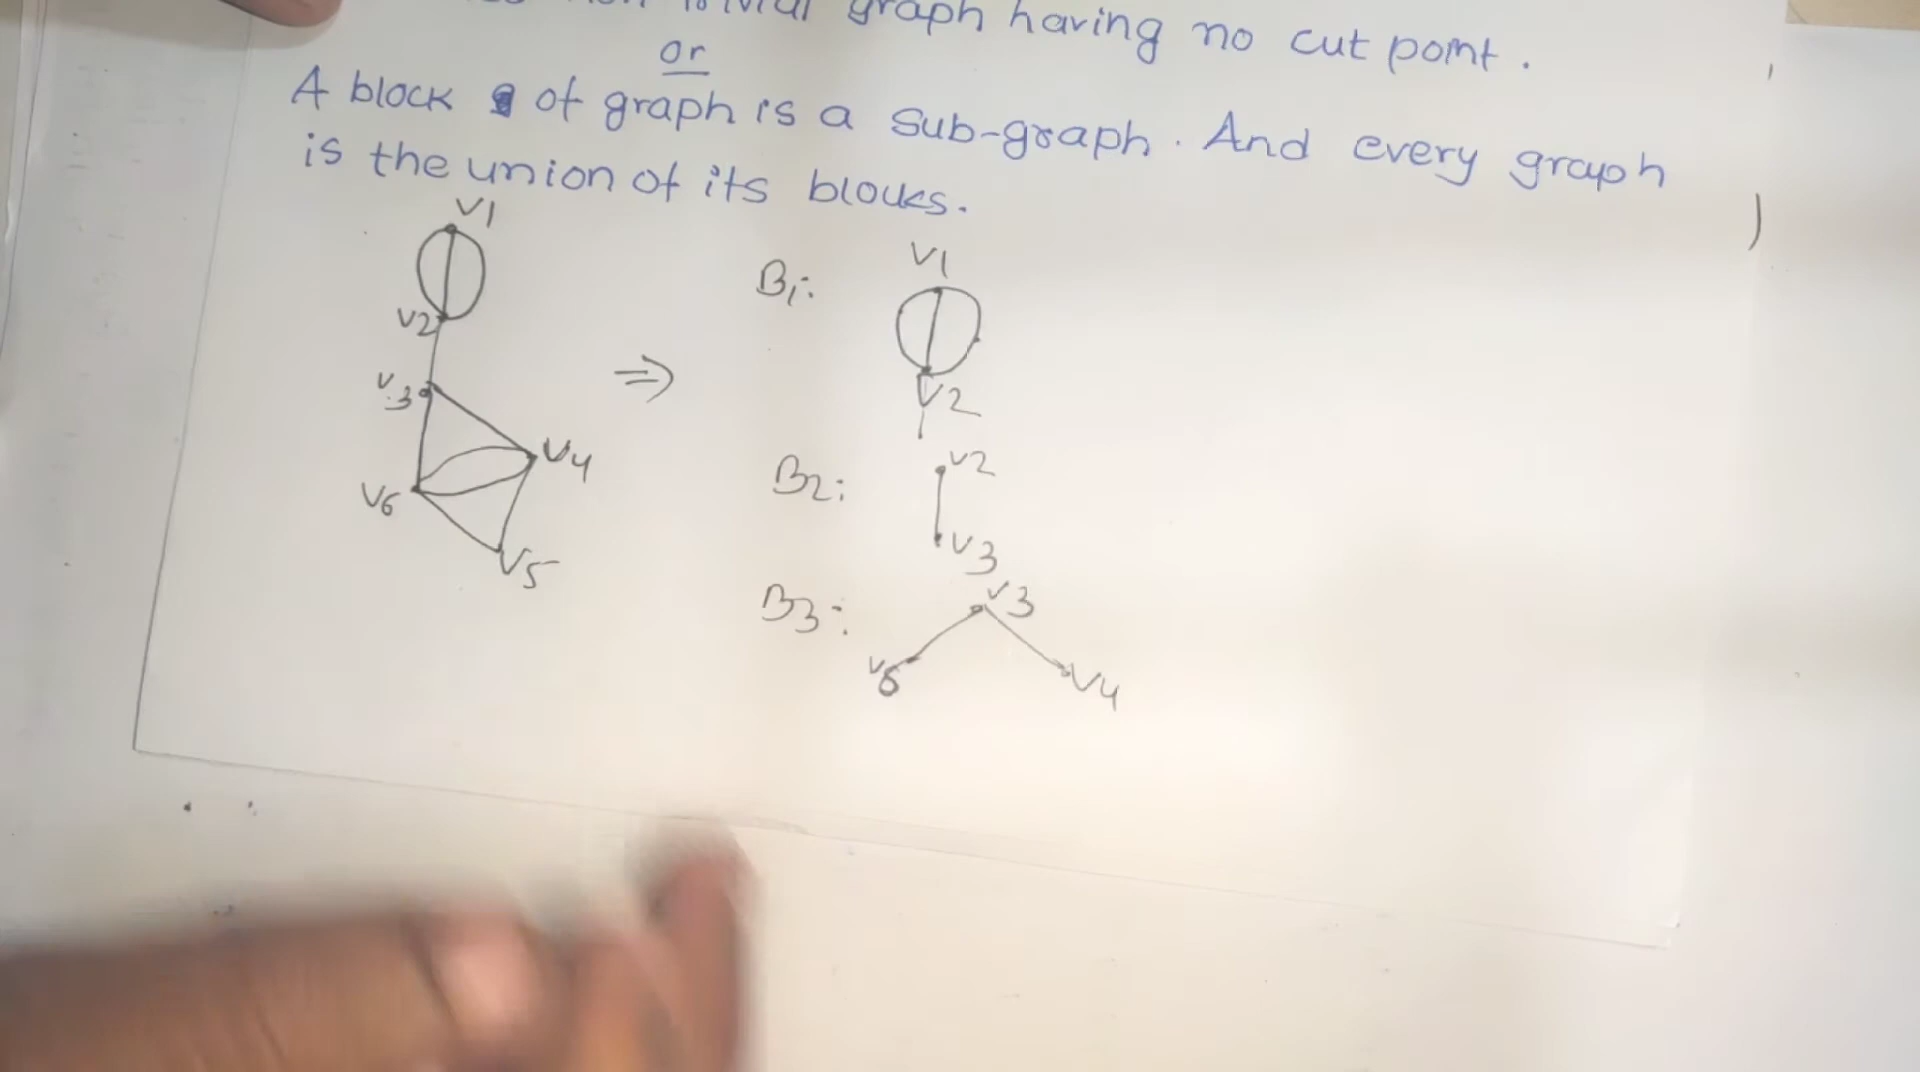 graph having no cut point.
or
A block of graph is a sub-graph. And every graph
is the union of its blocks.
V1
V2
V3
V4
V6
V5
⇒
B1:
V1
V2
B2:
V2
V3
B3:
V3
V6
V4